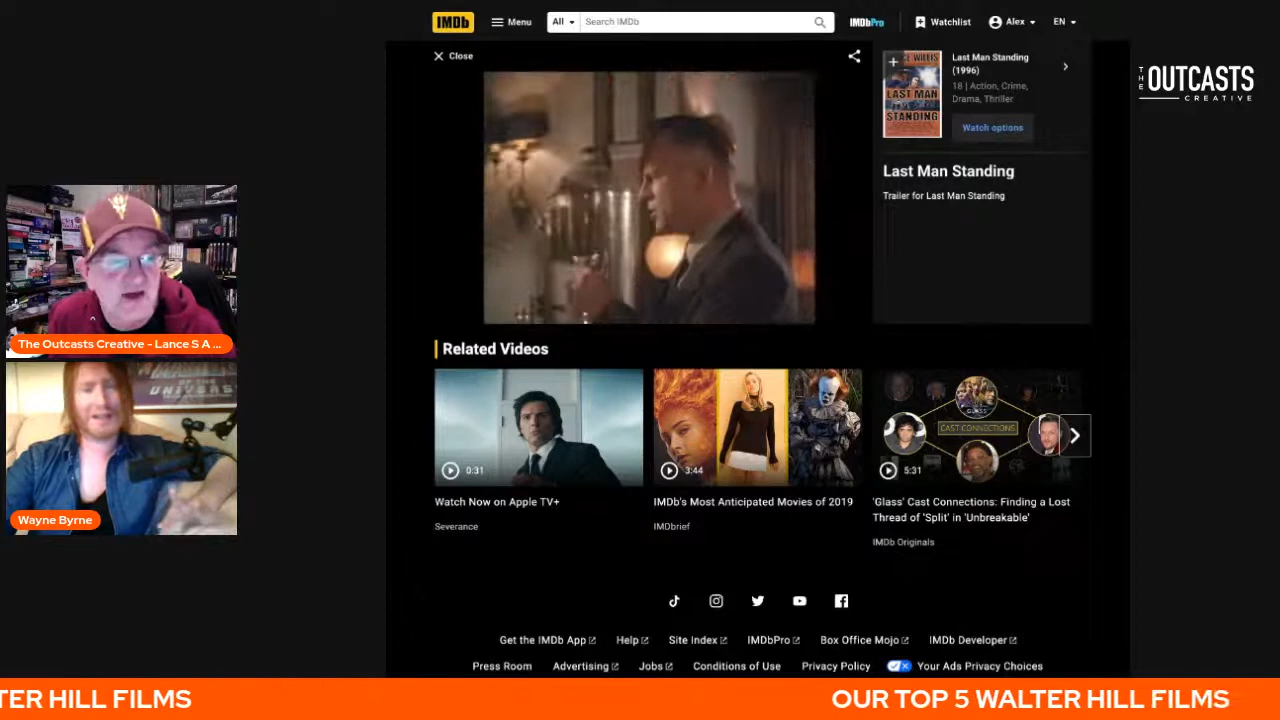 IMDb
Menu
All
Search IMDb
IMDbPro
Watchlist
Alex
EN
Close
Last Man Standing
(1996)
18 | Action, Crime,
Drama, Thriller
Watch options
LAST MAN
STANDING
Last Man Standing
Trailer for Last Man Standing
THE OUTCASTS
CREATIVE
The Outcasts Creative - Lance S A ...
UNIVERS
Wayne Byrne
Related Videos
0:31
3:44
GLASS
CAST CONNECTIONS
5:31
Watch Now on Apple TV+
Severance
IMDb's Most Anticipated Movies of 2019
IMDbrief
'Glass' Cast Connections: Finding a Lost
Thread of 'Split' in 'Unbreakable'
IMDb Originals
Get the IMDb App
Help
Site Index
IMDbPro
Box Office Mojo
IMDb Developer
Press Room
Advertising
Jobs
Conditions of Use
Privacy Policy
Your Ads Privacy Choices
TER HILL FILMS
OUR TOP 5 WALTER HILL FILMS